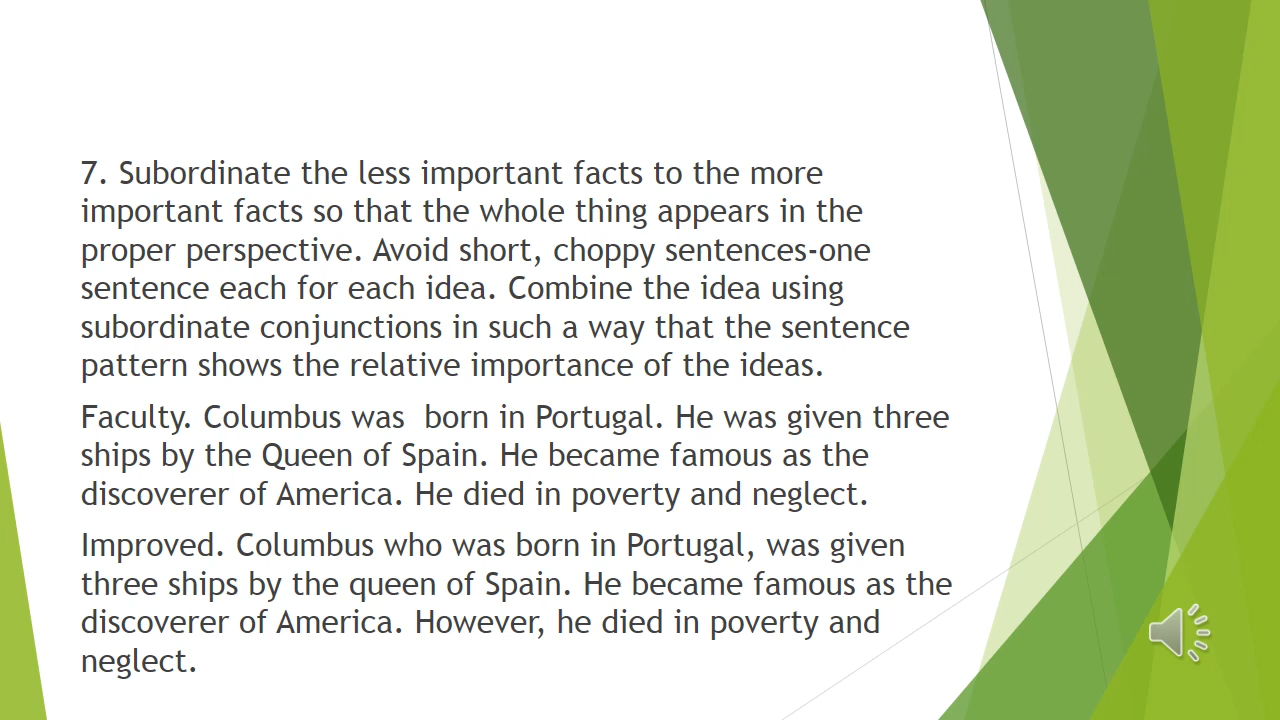 7. Subordinate the less important facts to the more
important facts so that the whole thing appears in the
proper perspective. Avoid short, choppy sentences-one
sentence each for each idea. Combine the idea using
subordinate conjunctions in such a way that the sentence
pattern shows the relative importance of the ideas.
Faculty. Columbus was  born in Portugal. He was given three
ships by the Queen of Spain. He became famous as the
discoverer of America. He died in poverty and neglect.
Improved. Columbus who was born in Portugal, was given
three ships by the queen of Spain. He became famous as the
discoverer of America. However, he died in poverty and
neglect.